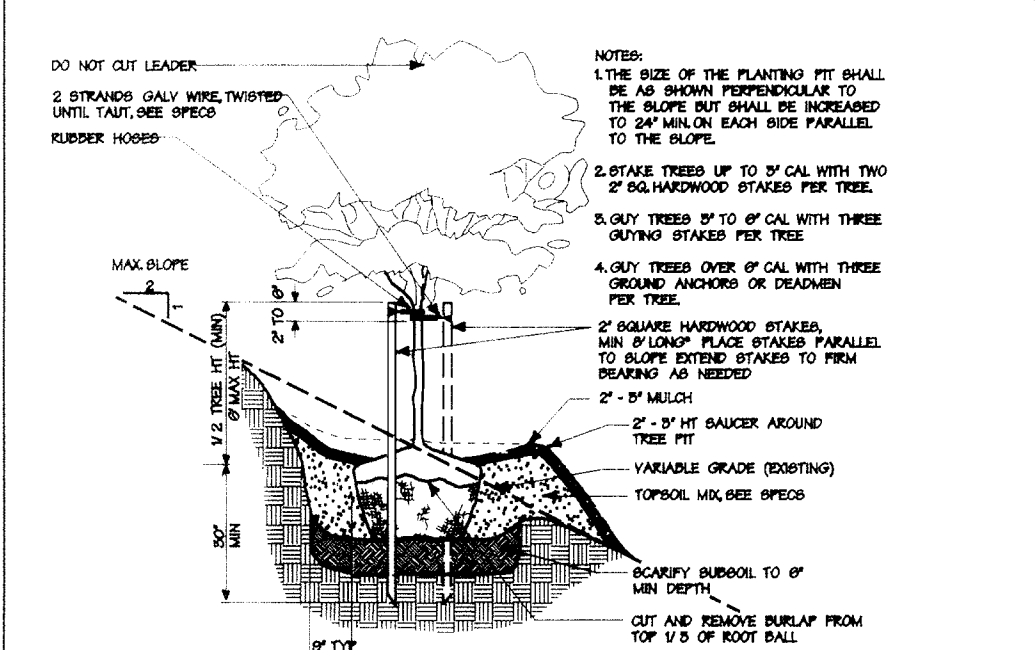 DO NOT CUT LEADER
2 STRANDS GALV WIRE, TWISTED
UNTIL TAUT, SEE SPECS
RUBBER HOSES
MAX. SLOPE
2
1
2" TO 6"
1/2 TREE HT (MIN)
6' MAX HT
30"
MIN
9" TYP
NOTES:
1. THE SIZE OF THE PLANTING PIT SHALL
BE AS SHOWN PERPENDICULAR TO
THE SLOPE BUT SHALL BE INCREASED
TO 24" MIN. ON EACH SIDE PARALLEL
TO THE SLOPE.
2. STAKE TREES UP TO 3" CAL WITH TWO
2" SQ. HARDWOOD STAKES PER TREE.
3. GUY TREES 3" TO 6" CAL WITH THREE
GUYING STAKES PER TREE
4. GUY TREES OVER 6" CAL WITH THREE
GROUND ANCHORS OR DEADMEN
PER TREE.
2" SQUARE HARDWOOD STAKES,
MIN 8' LONG" PLACE STAKES PARALLEL
TO SLOPE EXTEND STAKES TO FIRM
BEARING AS NEEDED
2" - 3" MULCH
2" - 3" HT SAUCER AROUND
TREE PIT
VARIABLE GRADE (EXISTING)
TOPSOIL MIX, SEE SPECS
SCARIFY SUBSOIL TO 6"
MIN DEPTH
CUT AND REMOVE BURLAP FROM
TOP 1/3 OF ROOT BALL